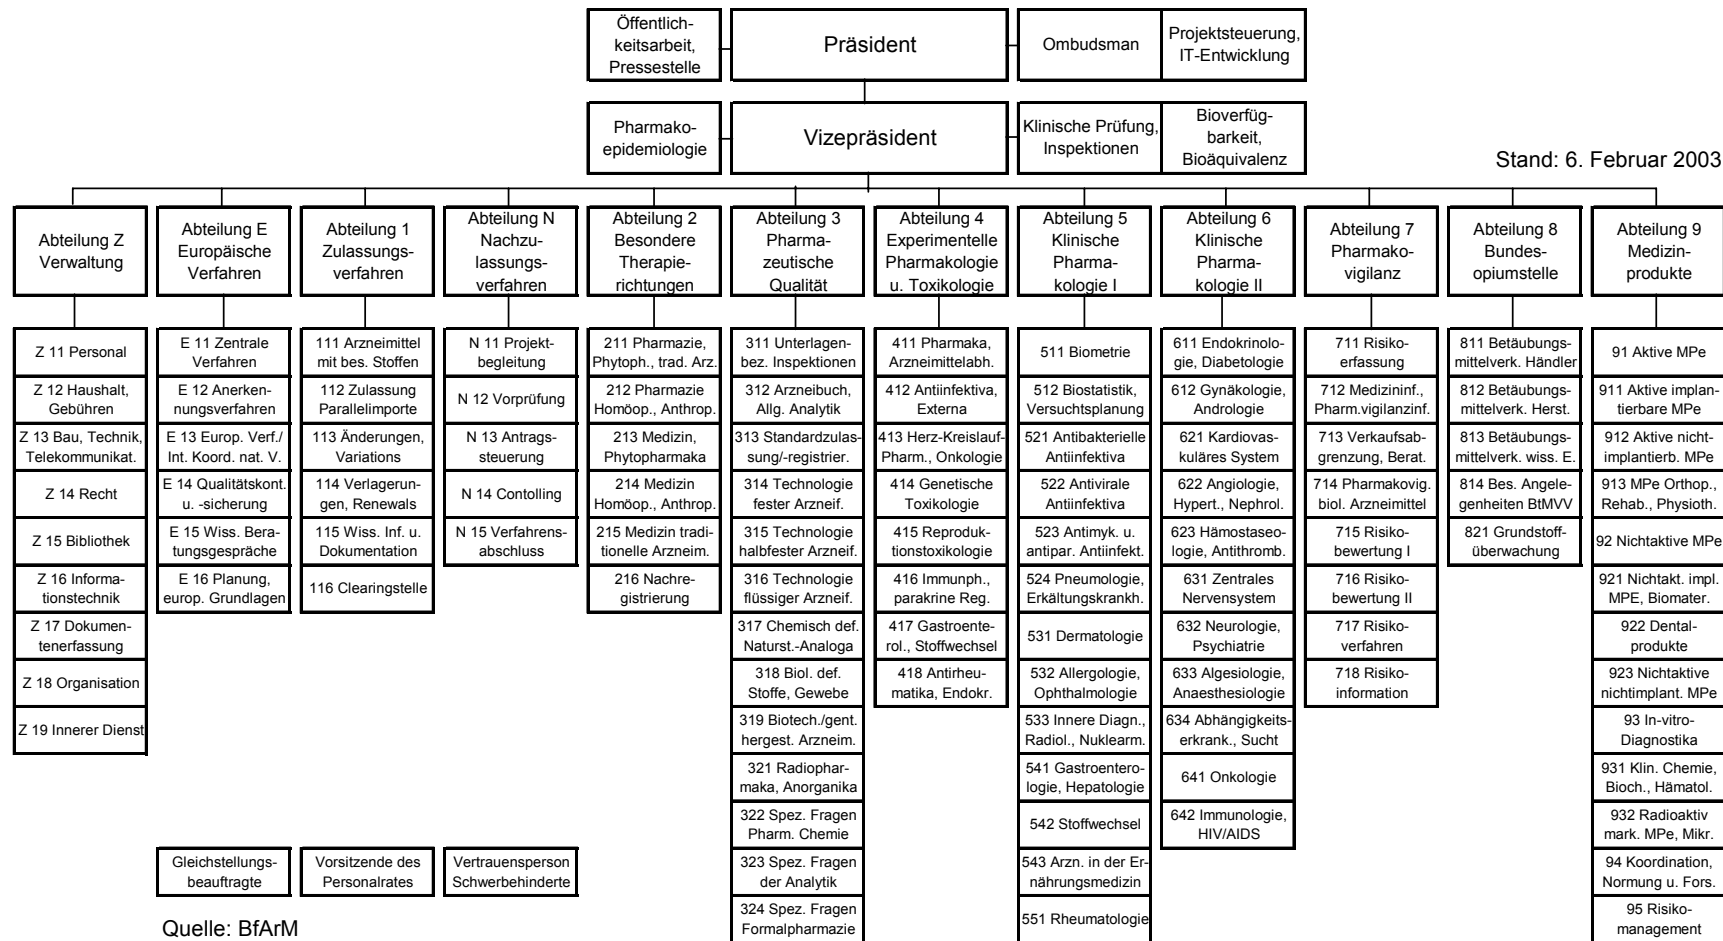 Öffentlich-
keitsarbeit,
Pressestelle
Präsident
Ombudsman
Projektsteuerung,
IT-Entwicklung
Pharmako-
epidemiologie
Vizepräsident
Klinische Prüfung,
Inspektionen
Bioverfüg-
barkeit,
Bioäquivalenz
Stand: 6. Februar 2003
Abteilung Z
Verwaltung
Abteilung E
Europäische
Verfahren
Abteilung 1
Zulassungs-
verfahren
Abteilung N
Nachzu-
lassungs-
verfahren
Abteilung 2
Besondere
Therapie-
richtungen
Abteilung 3
Pharma-
zeutische
Qualität
Abteilung 4
Experimentelle
Pharmakologie
u. Toxikologie
Abteilung 5
Klinische
Pharma-
kologie I
Abteilung 6
Klinische
Pharma-
kologie II
Abteilung 7
Pharmako-
vigilanz
Abteilung 8
Bundes-
opiumstelle
Abteilung 9
Medizin-
produkte
Z 11 Personal
Z 12 Haushalt,
Gebühren
Z 13 Bau, Technik,
Telekommunikat.
Z 14 Recht
Z 15 Bibliothek
Z 16 Informa-
tionstechnik
Z 17 Dokumen-
tenerfassung
Z 18 Organisation
Z 19 Innerer Dienst
E 11 Zentrale
Verfahren
E 12 Anerken-
nungsverfahren
E 13 Europ. Verf./
Int. Koord. nat. V.
E 14 Qualitätskont.
u. -sicherung
E 15 Wiss. Bera-
tungsgespräche
E 16 Planung,
europ. Grundlagen
111 Arzneimittel
mit bes. Stoffen
112 Zulassung
Parallelimporte
113 Änderungen,
Variations
114 Verlagerun-
gen, Renewals
115 Wiss. Inf. u.
Dokumentation
116 Clearingstelle
N 11 Projekt-
begleitung
N 12 Vorprüfung
N 13 Antrags-
steuerung
N 14 Contolling
N 15 Verfahrens-
abschluss
211 Pharmazie,
Phytoph., trad. Arz.
212 Pharmazie
Homöop., Anthrop.
213 Medizin,
Phytopharmaka
214 Medizin
Homöop., Anthrop.
215 Medizin tradi-
tionelle Arzneim.
216 Nachre-
gistrierung
311 Unterlagen-
bez. Inspektionen
312 Arzneibuch,
Allg. Analytik
313 Standardzulas-
sung/-registrier.
314 Technologie
fester Arzneif.
315 Technologie
halbfester Arzneif.
316 Technologie
flüssiger Arzneif.
317 Chemisch def.
Naturst.-Analoga
318 Biol. def.
Stoffe, Gewebe
319 Biotech./gent.
hergest. Arzneim.
321 Radiophar-
maka, Anorganika
322 Spez. Fragen
Pharm. Chemie
323 Spez. Fragen
der Analytik
324 Spez. Fragen
Formalpharmazie
411 Pharmaka,
Arzneimittelabh.
412 Antiinfektiva,
Externa
413 Herz-Kreislauf-
Pharm., Onkologie
414 Genetische
Toxikologie
415 Reproduk-
tionstoxikologie
416 Immunph.,
parakrine Reg.
417 Gastroente-
rol., Stoffwechsel
418 Antirheu-
matika, Endokr.
511 Biometrie
512 Biostatistik,
Versuchtsplanung
521 Antibakterielle
Antiinfektiva
522 Antivirale
Antiinfektiva
523 Antimyk. u.
antipar. Antiinfekt.
524 Pneumologie,
Erkältungskrankh.
531 Dermatologie
532 Allergologie,
Ophthalmologie
533 Innere Diagn.,
Radiol., Nuklearm.
541 Gastroentero-
logie, Hepatologie
542 Stoffwechsel
543 Arzn. in der Er-
nährungsmedizin
551 Rheumatologie
611 Endokrinolo-
gie, Diabetologie
612 Gynäkologie,
Andrologie
621 Kardiovas-
kuläres System
622 Angiologie,
Hypert., Nephrol.
623 Hämostaseo-
logie, Antithromb.
631 Zentrales
Nervensystem
632 Neurologie,
Psychiatrie
633 Algesiologie,
Anaesthesiologie
634 Abhängigkeits-
erkrank., Sucht
641 Onkologie
642 Immunologie,
HIV/AIDS
711 Risiko-
erfassung
712 Medizininf.,
Pharm.vigilanzinf.
713 Verkaufsab-
grenzung, Berat.
714 Pharmakovig.
biol. Arzneimittel
715 Risiko-
bewertung I
716 Risiko-
bewertung II
717 Risiko-
verfahren
718 Risiko-
information
811 Betäubungs-
mittelverk. Händler
812 Betäubungs-
mittelverk. Herst.
813 Betäubungs-
mittelverk. wiss. E.
814 Bes. Angele-
genheiten BtMVV
821 Grundstoff-
überwachung
91 Aktive MPe
911 Aktive implan-
tierbare MPe
912 Aktive nicht-
implantierb. MPe
913 MPe Orthop.,
Rehab., Physioth.
92 Nichtaktive MPe
921 Nichtakt. impl.
MPE, Biomater.
922 Dental-
produkte
923 Nichtaktive
nichtimplant. MPe
93 In-vitro-
Diagnostika
931 Klin. Chemie,
Bioch., Hämatol.
932 Radioaktiv
mark. MPe, Mikr.
94 Koordination,
Normung u. Fors.
95 Risiko-
management
Gleichstellungs-
beauftragte
Vorsitzende des
Personalrates
Vertrauensperson
Schwerbehinderte
Quelle: BfArM